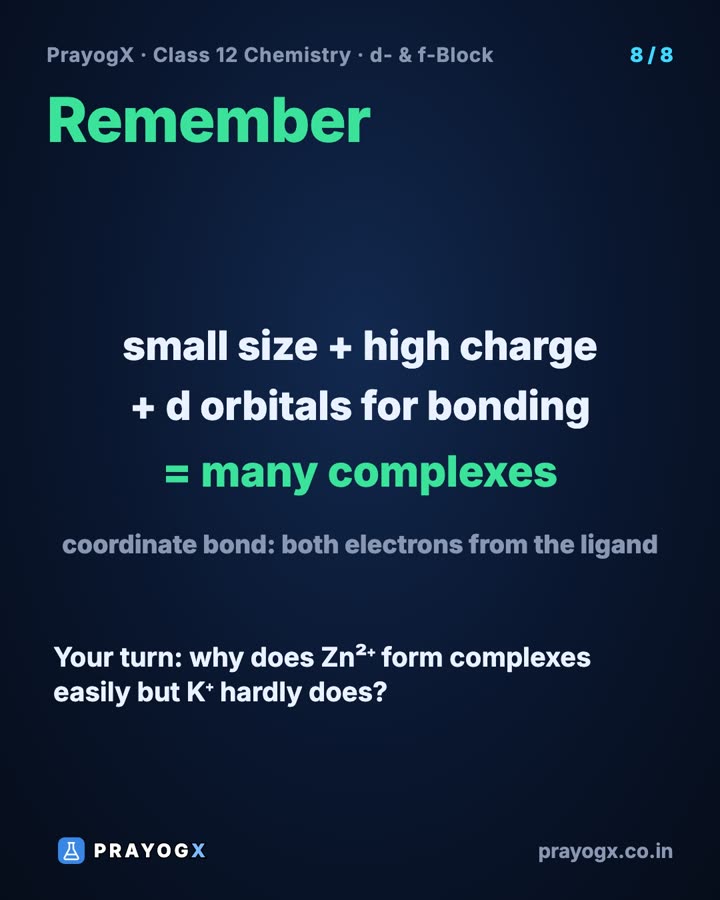 PrayogX · Class 12 Chemistry · d- & f-Block
8 / 8
Remember
small size + high charge
+ d orbitals for bonding
= many complexes
coordinate bond: both electrons from the ligand
Your turn: why does Zn²⁺ form complexes
easily but K⁺ hardly does?
PRAYOGX
prayogx.co.in